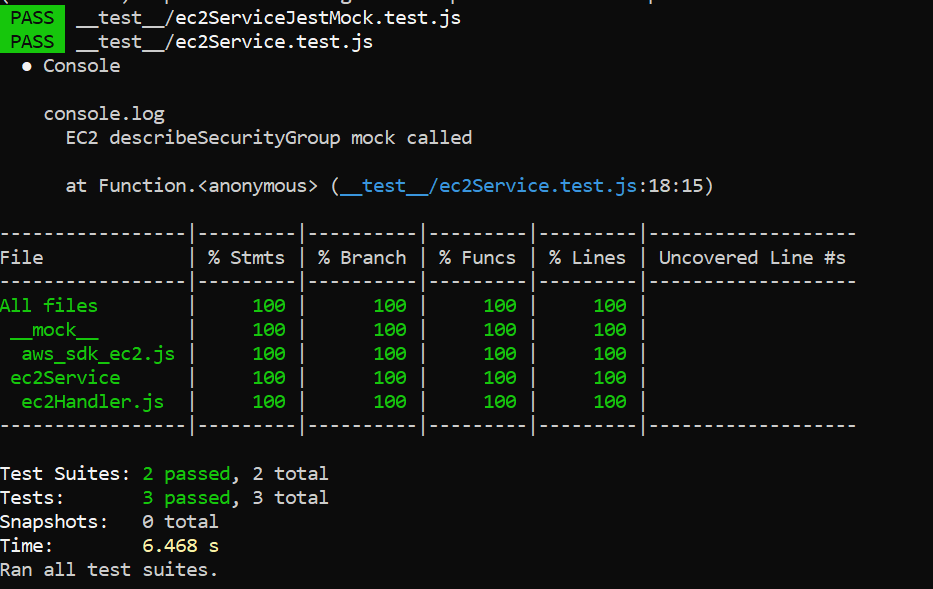 PASS __test__/ec2ServiceJestMock.test.js
PASS __test__/ec2Service.test.js
● Console
console.log
EC2 describeSecurityGroup mock called
at Function.<anonymous> (__test__/ec2Service.test.js:18:15)
-----------------|---------|----------|---------|---------|-------------------
File | % Stmts | % Branch | % Funcs | % Lines | Uncovered Line #s
-----------------|---------|----------|---------|---------|-------------------
All files | 100 | 100 | 100 | 100 |
__mock__ | 100 | 100 | 100 | 100 |
aws_sdk_ec2.js | 100 | 100 | 100 | 100 |
ec2Service | 100 | 100 | 100 | 100 |
ec2Handler.js | 100 | 100 | 100 | 100 |
-----------------|---------|----------|---------|---------|-------------------
Test Suites: 2 passed, 2 total
Tests: 3 passed, 3 total
Snapshots: 0 total
Time: 6.468 s
Ran all test suites.